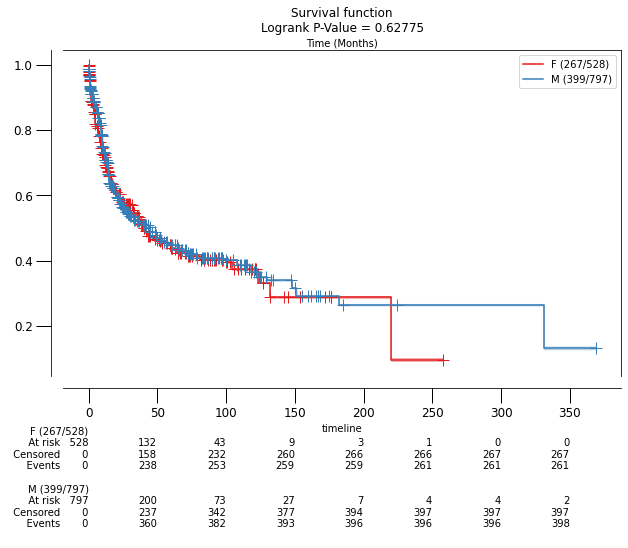 Survival function
Logrank P-Value = 0.62775
Time (Months)
F (267/528)
M (399/797)
1.0
0.8
0.6
0.4
0.2
0 50 100 150 200 250 300 350
timeline
F (267/528)
At risk 528 132 43 9 3 1 0 0
Censored 0 158 232 260 266 266 267 267
Events 0 238 253 259 259 261 261 261
M (399/797)
At risk 797 200 73 27 7 4 4 2
Censored 0 237 342 377 394 397 397 397
Events 0 360 382 393 396 396 396 398